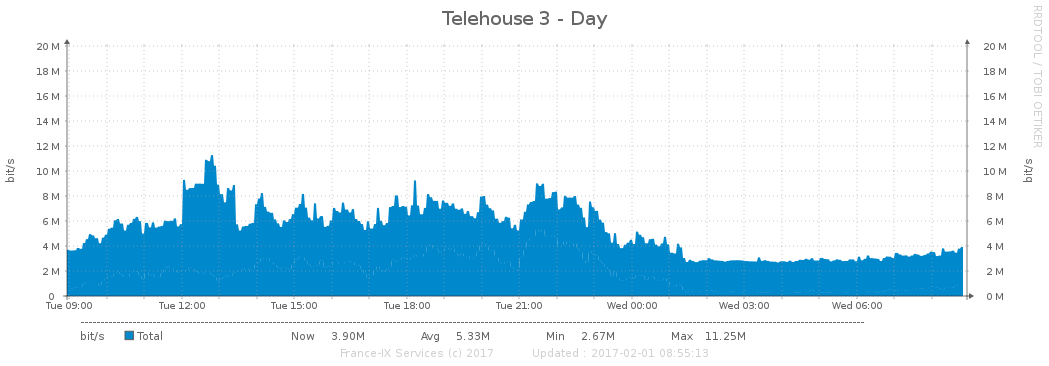 Telehouse 3 - Day
RRDTOOL / TOBI OETIKER
20 M 20 M
18 M 18 M
16 M 16 M
14 M 14 M
12 M 12 M
10 M 10 M
8 M 8 M
6 M 6 M
4 M 4 M
2 M 2 M
0 0 M
bit/s bit/s
Tue 09:00 Tue 12:00 Tue 15:00 Tue 18:00 Tue 21:00 Wed 00:00 Wed 03:00 Wed 06:00
bit/s Total Now 3.90M Avg 5.33M Min 2.67M Max 11.25M
France-IX Services (c) 2017 Updated : 2017-02-01 08:55:13